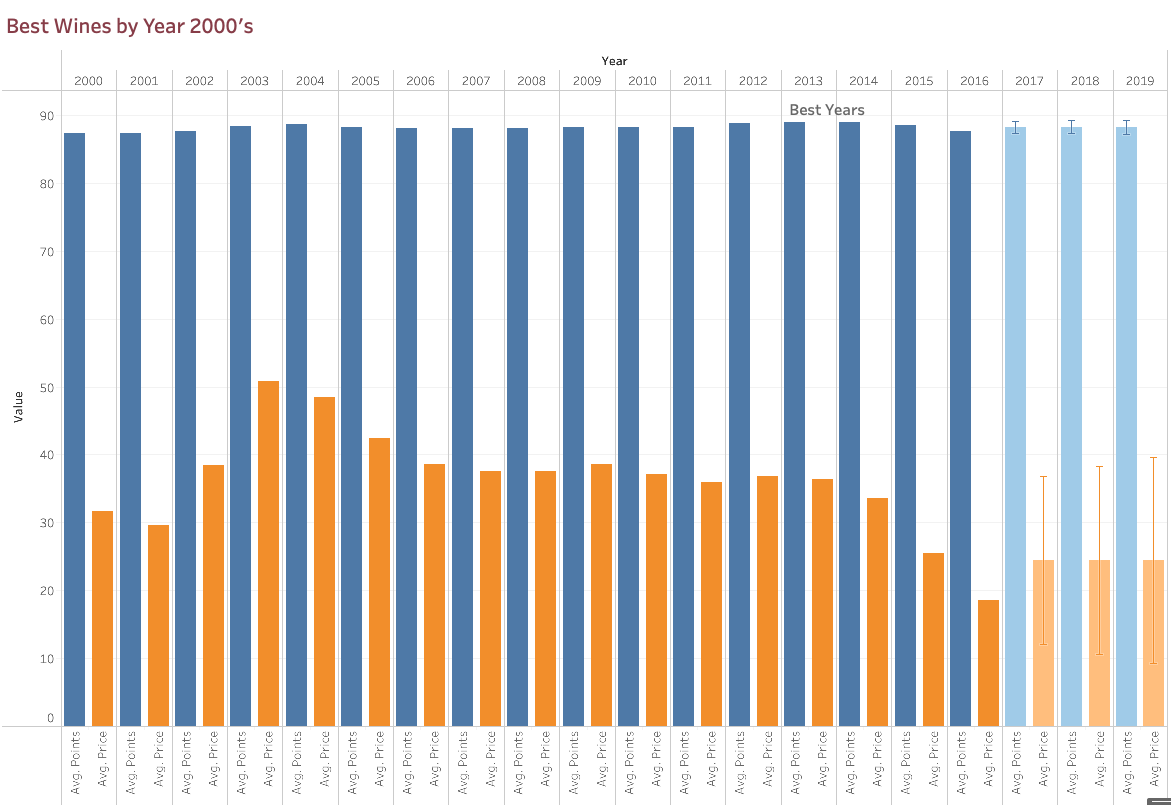 Best Wines by Year 2000's
Year
2000 2001 2002 2003 2004 2005 2006 2007 2008 2009 2010 2011 2012 2013 2014 2015 2016 2017 2018 2019
Best Years
90
80
70
60
50
40
30
20
10
0
Value
Avg. Points Avg. Price Avg. Points Avg. Price Avg. Points Avg. Price Avg. Points Avg. Price Avg. Points Avg. Price Avg. Points Avg. Price Avg. Points Avg. Price Avg. Points Avg. Price Avg. Points Avg. Price Avg. Points Avg. Price Avg. Points Avg. Price Avg. Points Avg. Price Avg. Points Avg. Price Avg. Points Avg. Price Avg. Points Avg. Price Avg. Points Avg. Price Avg. Points Avg. Price Avg. Points Avg. Price Avg. Points Avg. Price Avg. Points Avg. Price